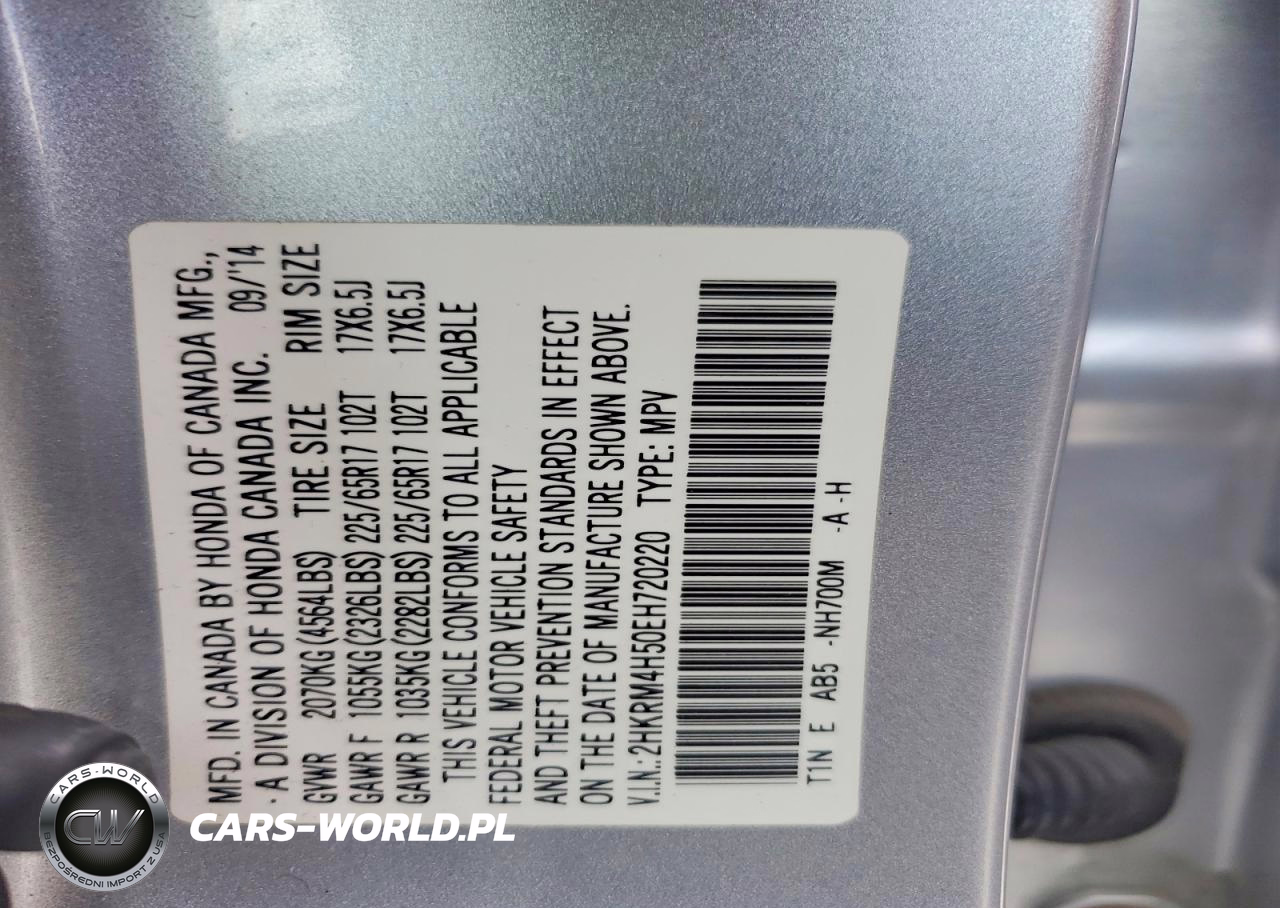 MFD. IN CANADA BY HONDA OF CANADA MFG.,
- A DIVISION OF HONDA CANADA INC. 09/'14
GVWR 2070KG(4564LBS) TIRE SIZE RIM SIZE
GAWR F 1055KG(2326LBS) 225/65R17 102T 17X6.5J
GAWR R 1035KG(2282LBS) 225/65R17 102T 17X6.5J
THIS VEHICLE CONFORMS TO ALL APPLICABLE
FEDERAL MOTOR VEHICLE SAFETY
AND THEFT PREVENTION STANDARDS IN EFFECT
ON THE DATE OF MANUFACTURE SHOWN ABOVE.
V.I.N.:2HKRM4H50EH720220 TYPE: MPV
T1N E AB5 -NH700M -A -H
CARS-WORLD
CW
BEZPOŚREDNI IMPORT Z USA
CARS-WORLD.PL